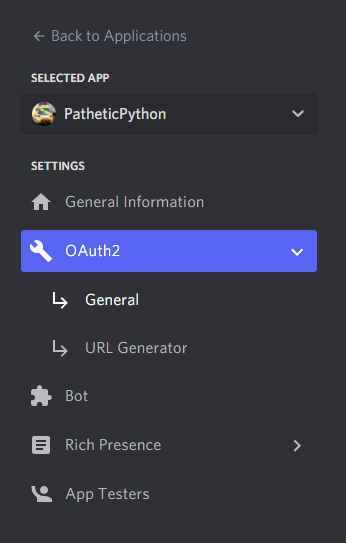 Back to Applications
SELECTED APP
PatheticPython
SETTINGS
General Information
OAuth2
General
URL Generator
Bot
Rich Presence
App Testers